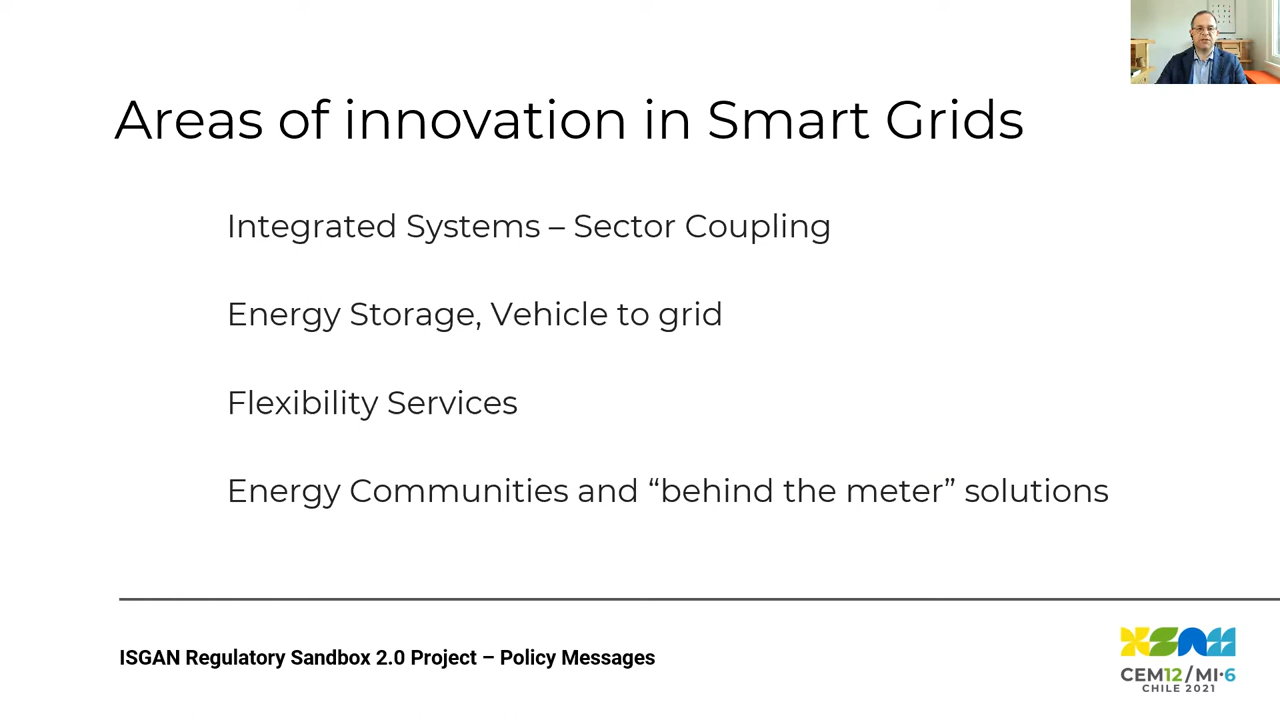 Areas of innovation in Smart Grids
Integrated Systems – Sector Coupling
Energy Storage, Vehicle to grid
Flexibility Services
Energy Communities and “behind the meter” solutions
ISGAN Regulatory Sandbox 2.0 Project – Policy Messages
CEM12/MI·6
CHILE 2021